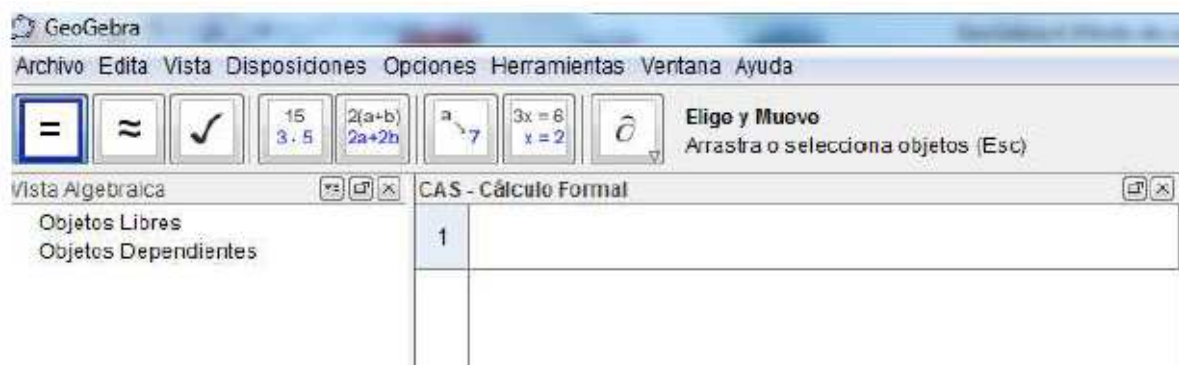 GeoGebra
Archivo Edita Vista Disposiciones Opciones Herramientas Ventana Ayuda
= ≈ ✓ 15 2(a+b) a 3x = 6 ∂ Elige y Mueve
3 · 5 2a+2b 7 x = 2 Arrastra o selecciona objetos (Esc)
Vista Algebraica CAS - Cálculo Formal
Objetos Libres 1
Objetos Dependientes